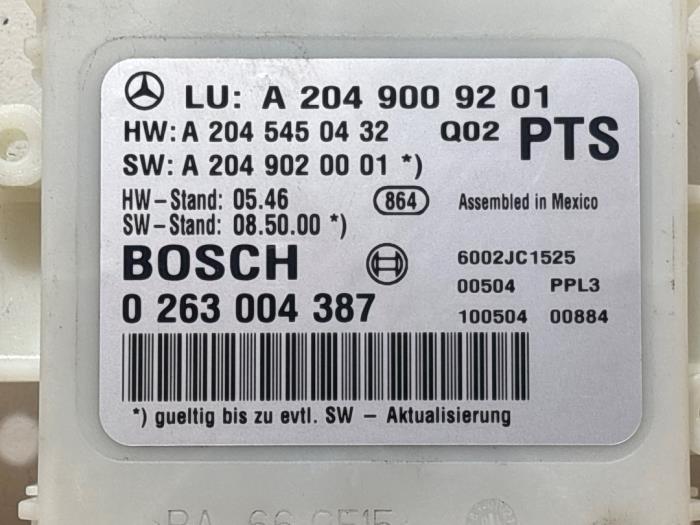 LU: A 204 900 92 01
HW: A 204 545 04 32 Q02 PTS
SW: A 204 902 00 01 *)
HW-Stand: 05.46 864 Assembled in Mexico
SW-Stand: 08.50.00 *)
BOSCH 6002JC1525
00504 PPL3
0 263 004 387 100504 00884
*) gueltig bis zu evtl. SW - Aktualisierung